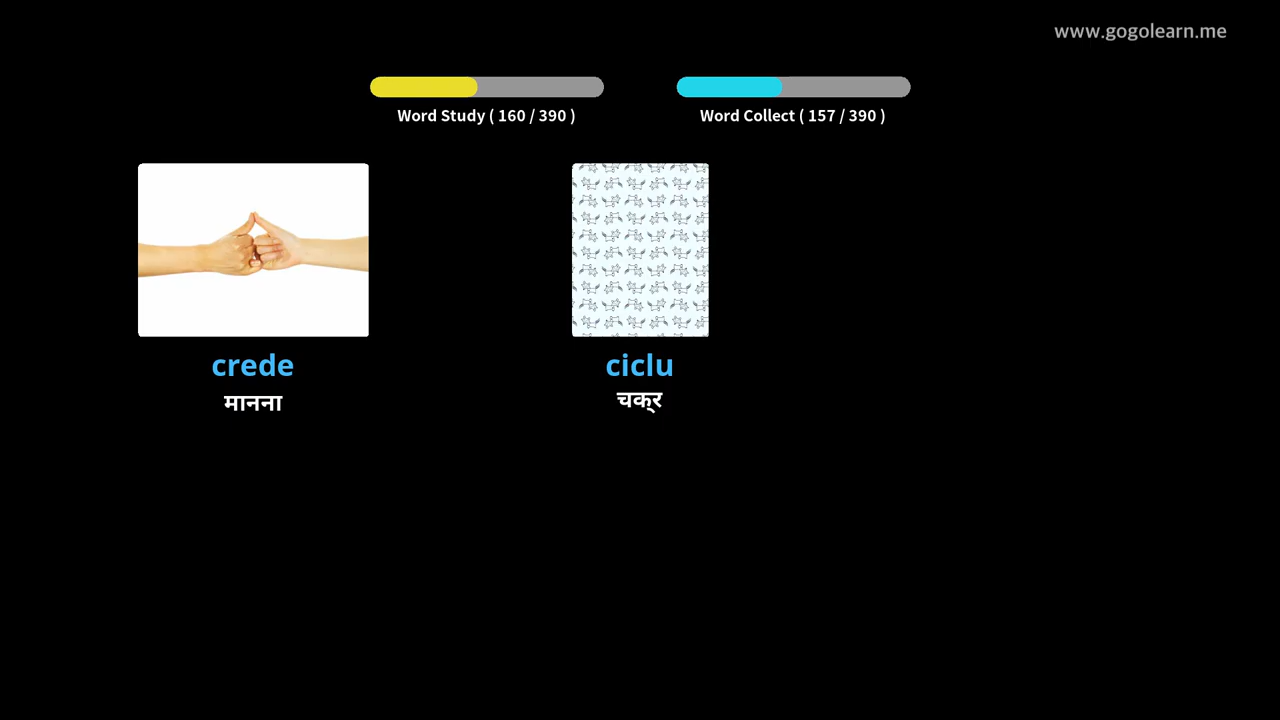 www.gogolearn.me
Word Study ( 160 / 390 )
Word Collect ( 157 / 390 )
crede
मानना
ciclu
चक्र